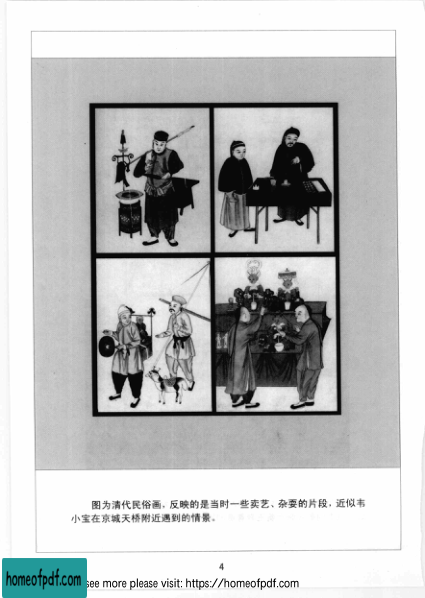 图为清代民俗画，反映的是当时一些卖艺、杂耍的片段，近似韦
小宝在京城天桥附近遇到的情景。
4
homeofpdf.com
see more please visit: https://homeofpdf.com